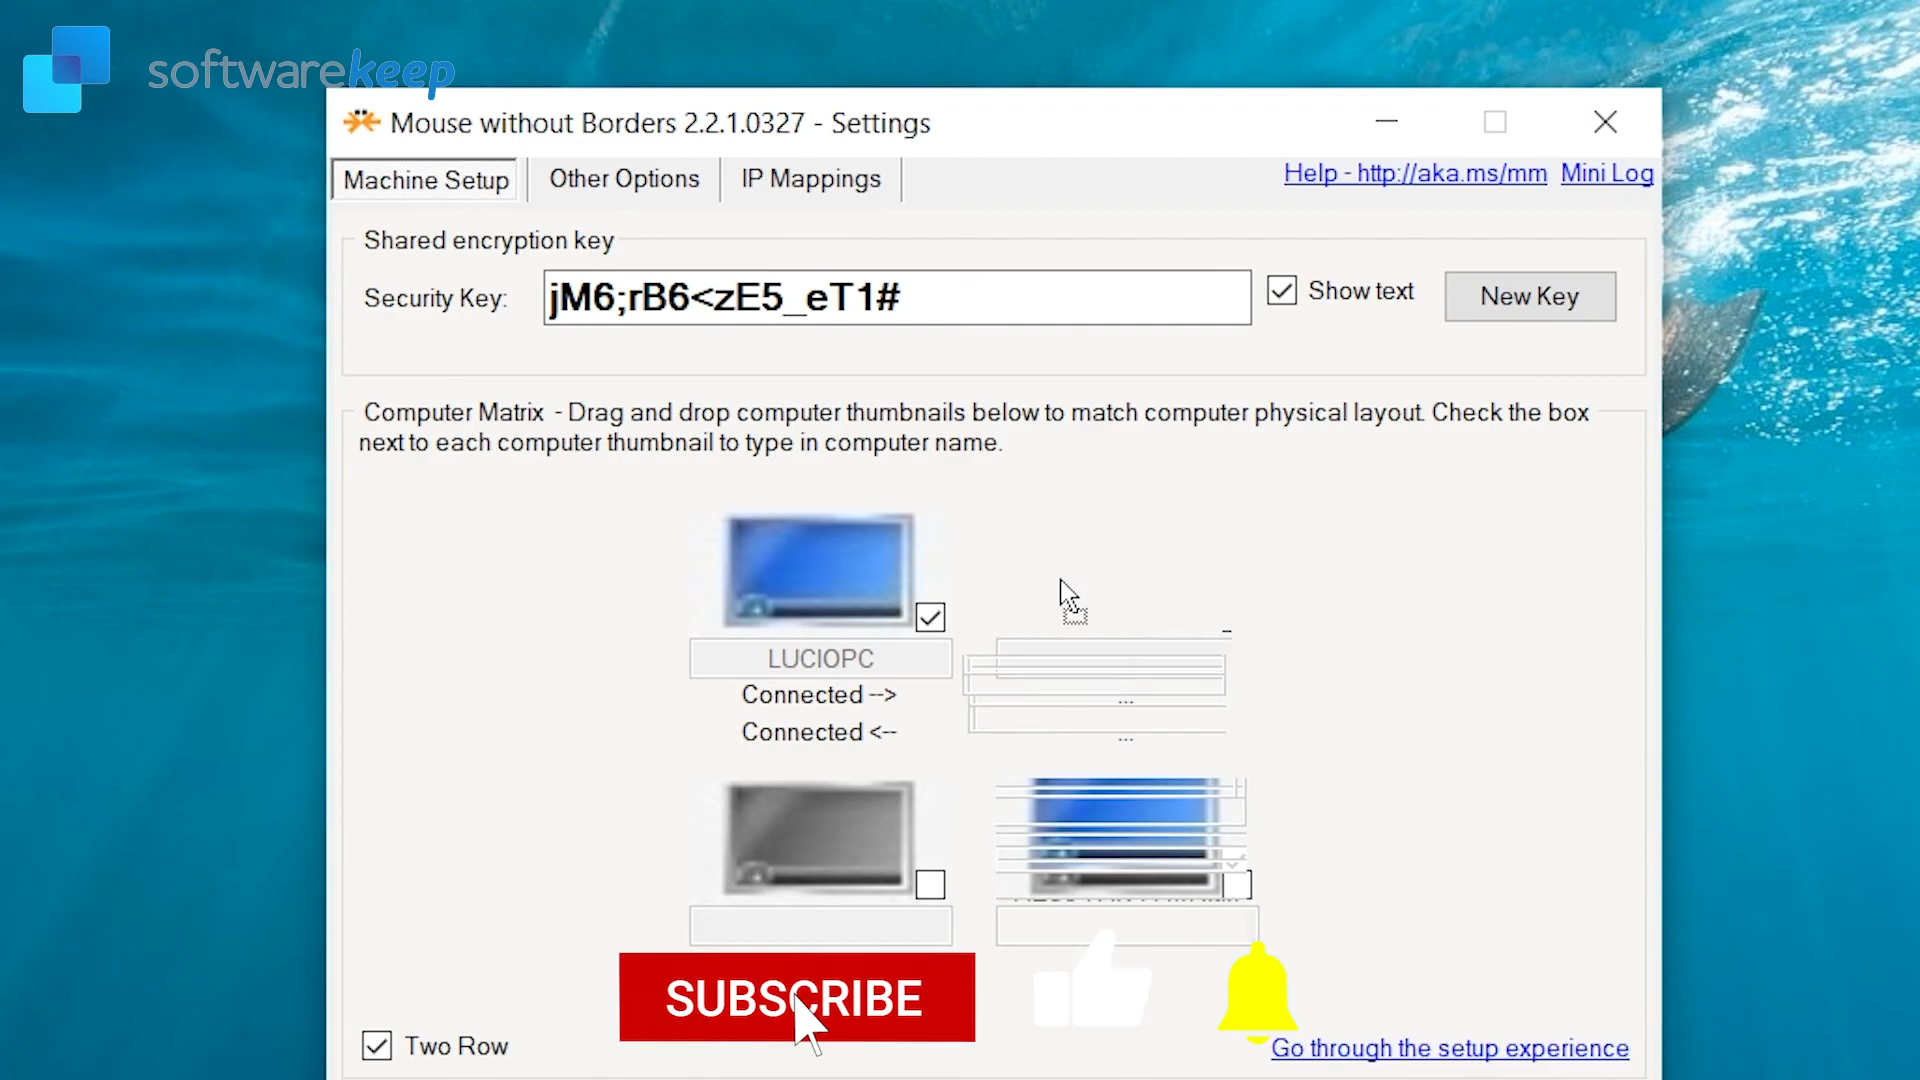 softwarekeep
Mouse without Borders 2.2.1.0327 - Settings
Machine Setup
Other Options
IP Mappings
Help - http://aka.ms/mm
Mini Log
Shared encryption key
Security Key:
jM6;rB6<zE5_eT1#
Show text
New Key
Computer Matrix - Drag and drop computer thumbnails below to match computer physical layout. Check the box
next to each computer thumbnail to type in computer name.
LUCIOPC
Connected -->
...
Connected <--
...
SUBSCRIBE
Two Row
Go through the setup experience